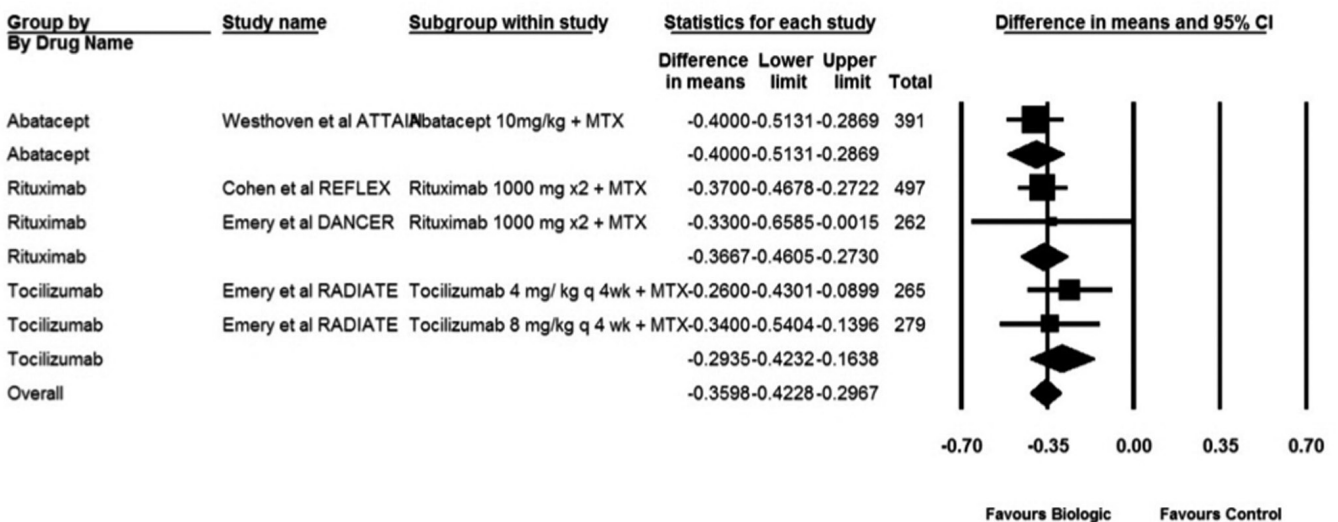 Group by Study name Subgroup within study Statistics for each study Difference in means and 95% CI
By Drug Name
Difference Lower Upper
in means limit limit Total
Abatacept Westhoven et al ATTAIN Abatacept 10mg/kg + MTX -0.4000 -0.5131 -0.2869 391
Abatacept -0.4000 -0.5131 -0.2869
Rituximab Cohen et al REFLEX Rituximab 1000 mg x2 + MTX -0.3700 -0.4678 -0.2722 497
Rituximab Emery et al DANCER Rituximab 1000 mg x2 + MTX -0.3300 -0.6585 -0.0015 262
Rituximab -0.3667 -0.4605 -0.2730
Tocilizumab Emery et al RADIATE Tocilizumab 4 mg/ kg q 4wk + MTX -0.2600 -0.4301 -0.0899 265
Tocilizumab Emery et al RADIATE Tocilizumab 8 mg/kg q 4 wk + MTX -0.3400 -0.5404 -0.1396 279
Tocilizumab -0.2935 -0.4232 -0.1638
Overall -0.3598 -0.4228 -0.2967
-0.70 -0.35 0.00 0.35 0.70
Favours Biologic Favours Control